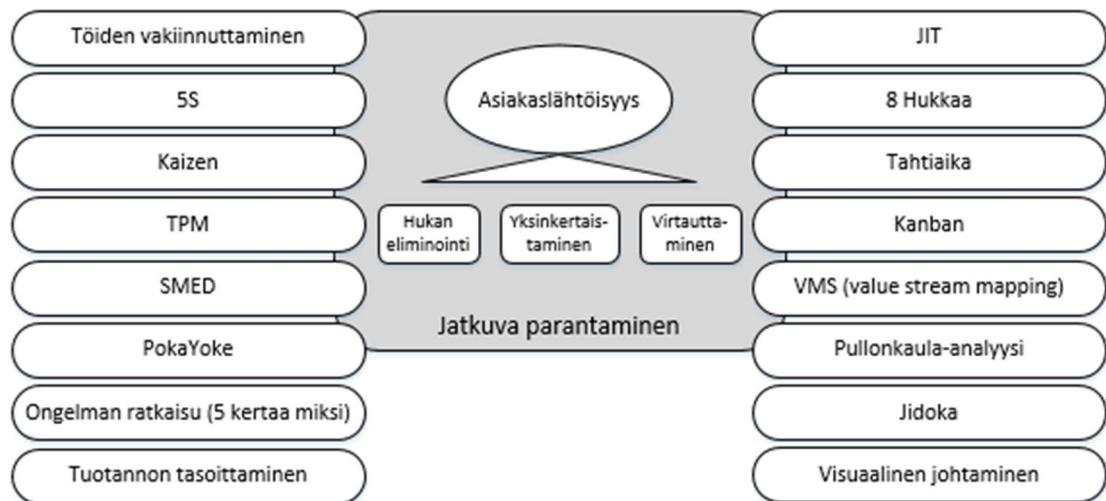 Töiden vakiinnuttaminen
5S
Kaizen
TPM
SMED
PokaYoke
Ongelman ratkaisu (5 kertaa miksi)
Tuotannon tasoittaminen
Asiakaslähtöisyys
Hukan
eliminointi
Yksinkertais-
taminen
Virtautta-
minen
Jatkuva parantaminen
JIT
8 Hukkaa
Tahtiaika
Kanban
VMS (value stream mapping)
Pullonkaula-analyysi
Jidoka
Visuaalinen johtaminen